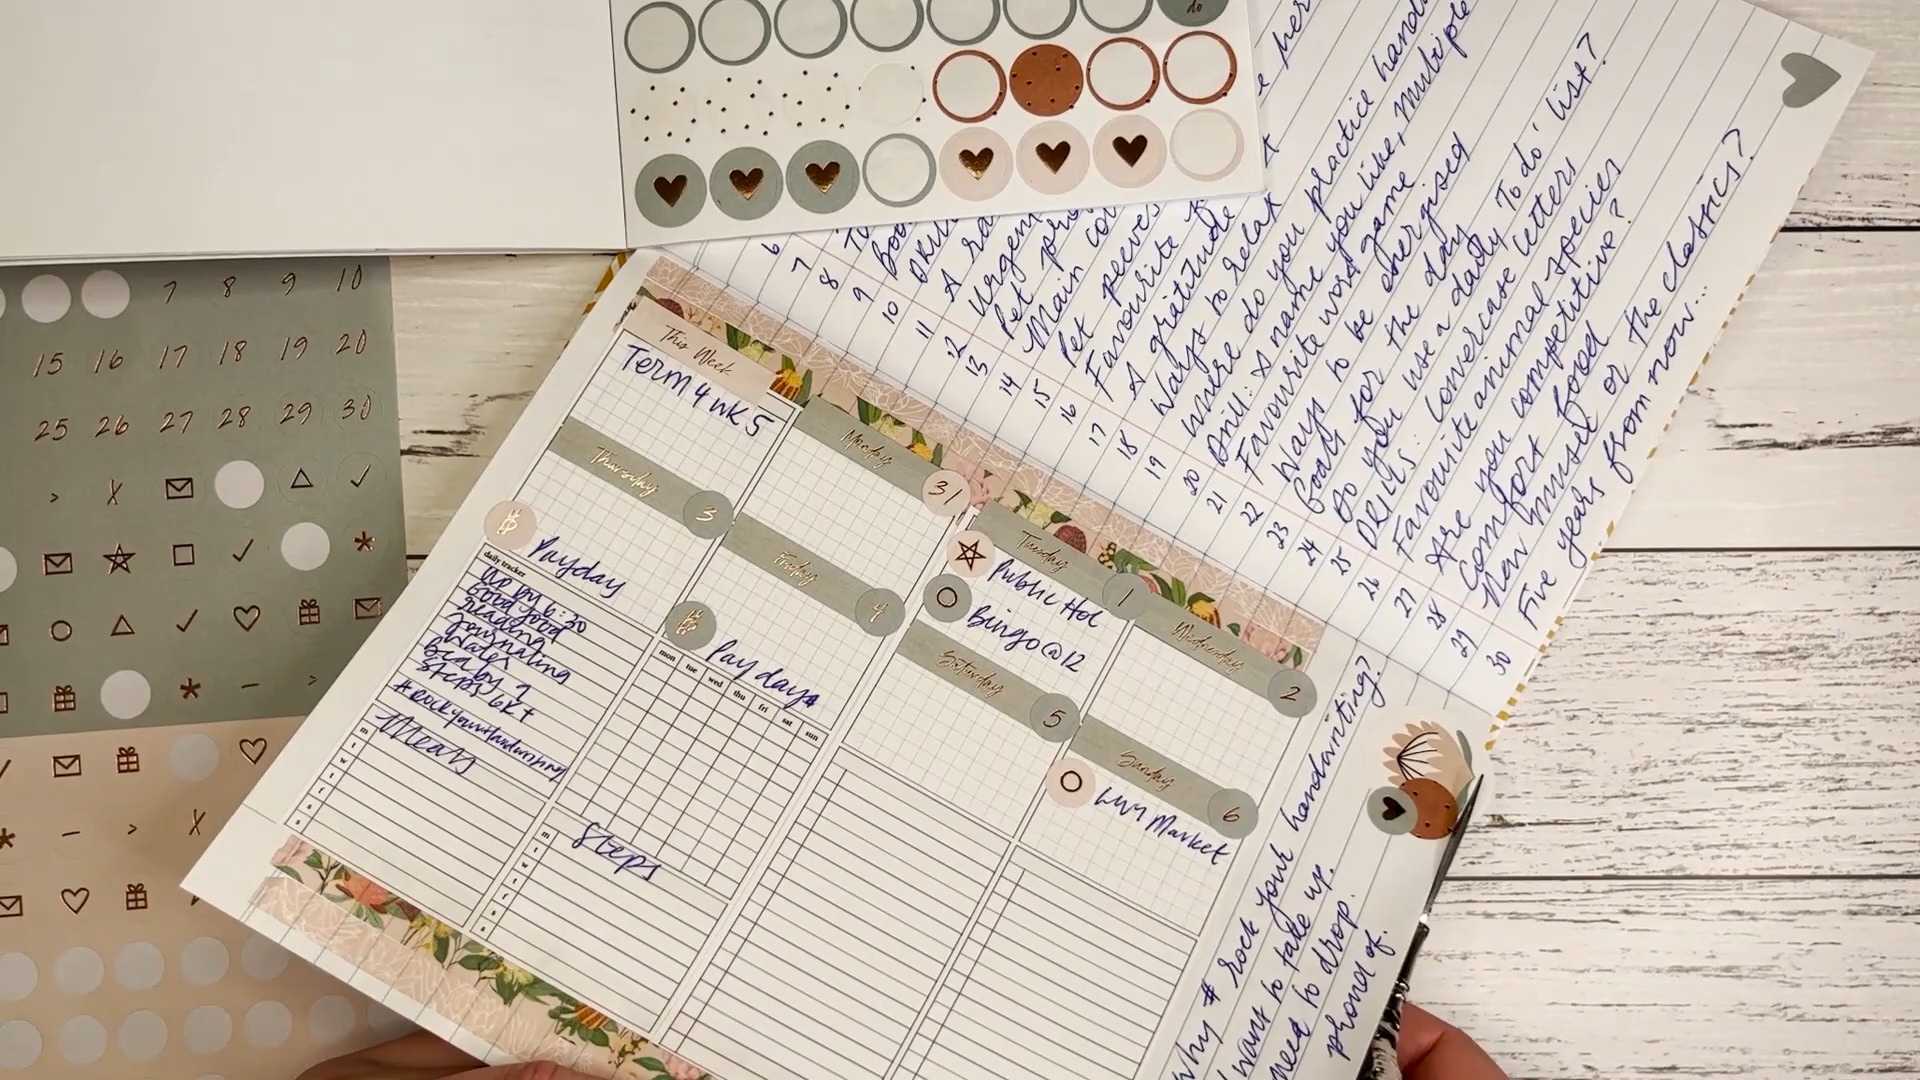 do
7 8 9 10
15 16 17 18 19 20
25 26 27 28 29 30
This Week
Term 4 wk 5
Monday
31
Tuesday
1
Public Hol
Bingo @ 12
Wednesday
2
Thursday
3
Payday
Friday
4
Payday
Saturday
5
Sunday
6
LWM Market
daily tracker
mon tue wed thu fri sat sun
up by 6:30
food good
reading
journaling
water
bed by 9
steps 6k+
#rockyourhandwriting
Meals
m
t
w
t
f
s
s
Steps
m
t
w
t
f
s
s
6
7
8
9
10
11 A
12 Urgent
13 Pet
14 Main
15 Pet peeves
16 Favourite
17 A gratitude
18 Ways to relax
19 Where do you practice
20 Drill: A name you like, multiple
21 Favourite word game
22 Ways to be energised
23 Goals for the day
24 Do you use a daily 'To do' list?
25 Drills: lowercase letters
26 Favourite animal species
27 Are you competitive?
28 Comfort food
29 New music or the classics?
30 Five years from now...
Why # rock your handwriting?
want to take up.
need to drop.
phond of.